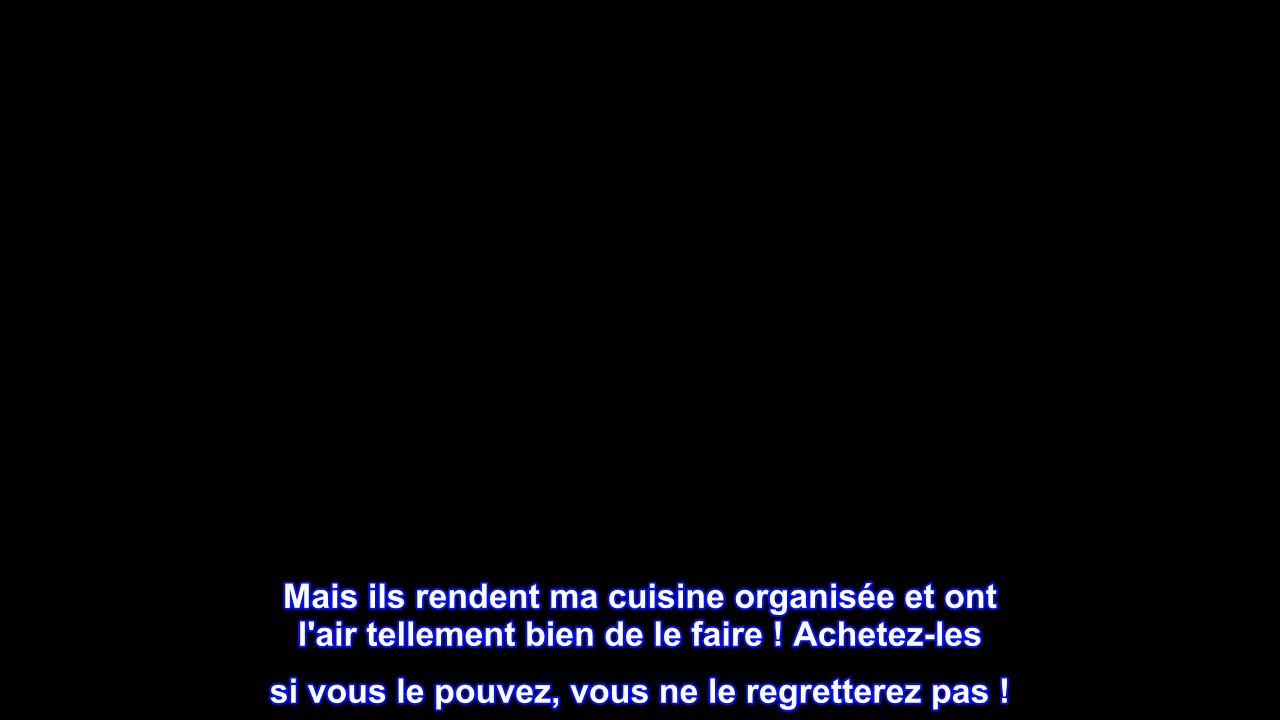 Mais ils rendent ma cuisine organisée et ont
l'air tellement bien de le faire ! Achetez-les
si vous le pouvez, vous ne le regretterez pas !